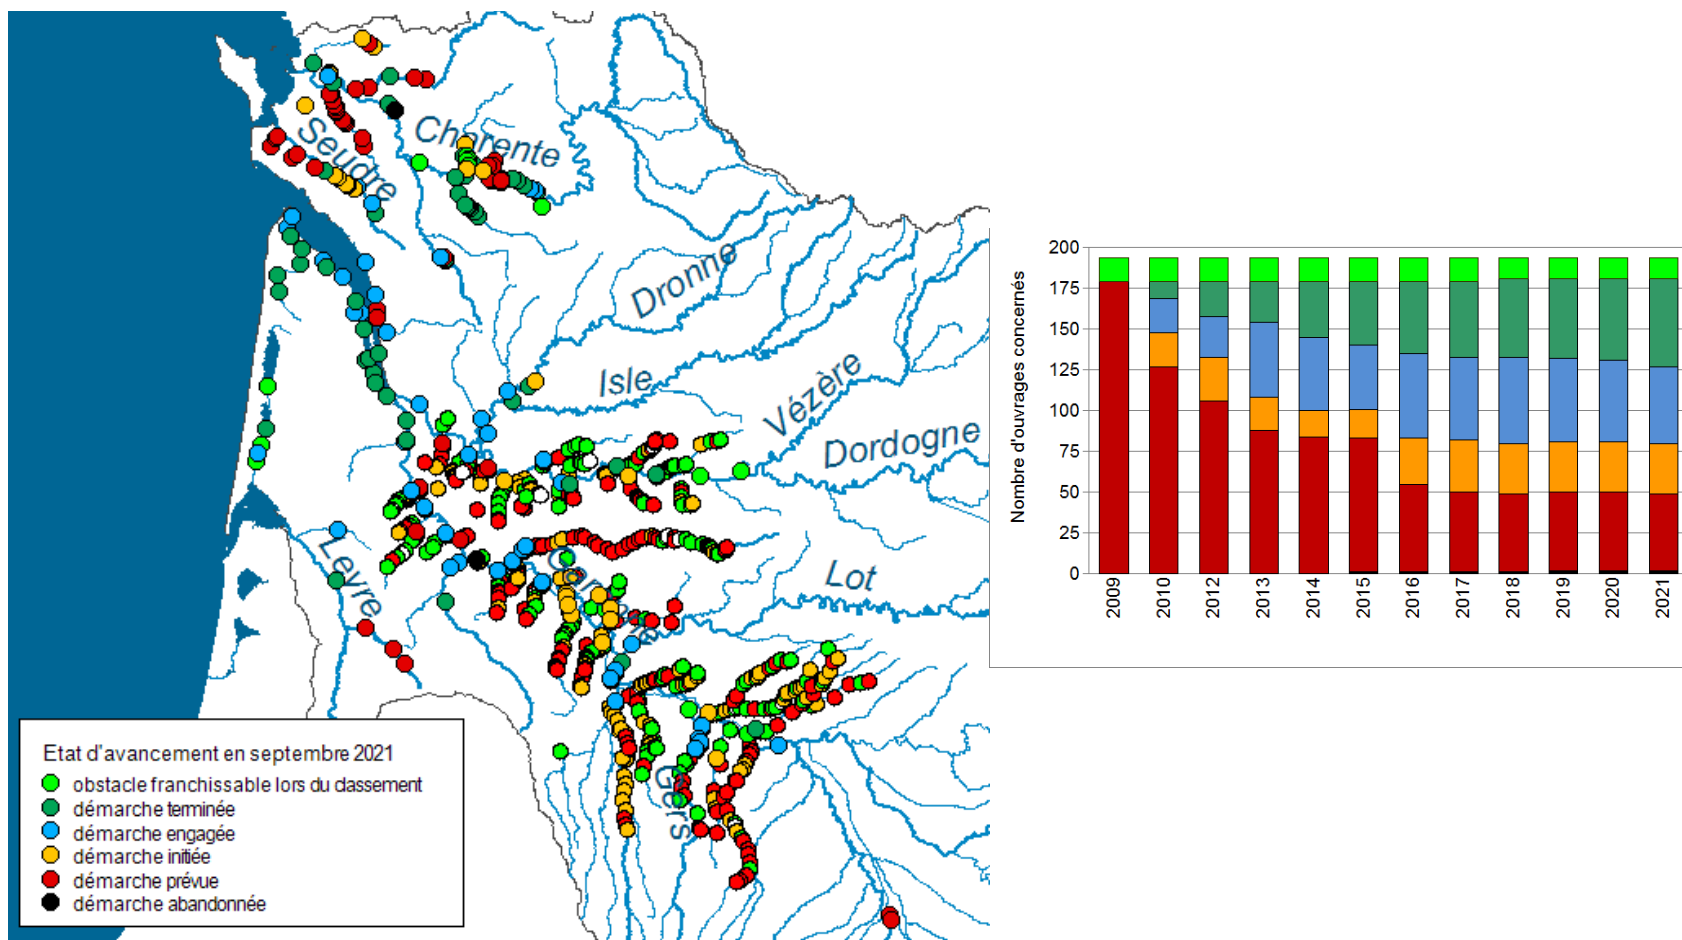 Seudre
Charente
Dronne
Isle
Vézère
Dordogne
Leyre
Garonne
Lot
Gers
Etat d'avancement en septembre 2021
obstacle franchissable lors du classement
démarche terminée
démarche engagée
démarche initiée
démarche prévue
démarche abandonnée
Nombre d'ouvrages concernés
200
175
150
125
100
75
50
25
0
2009
2010
2012
2013
2014
2015
2016
2017
2018
2019
2020
2021